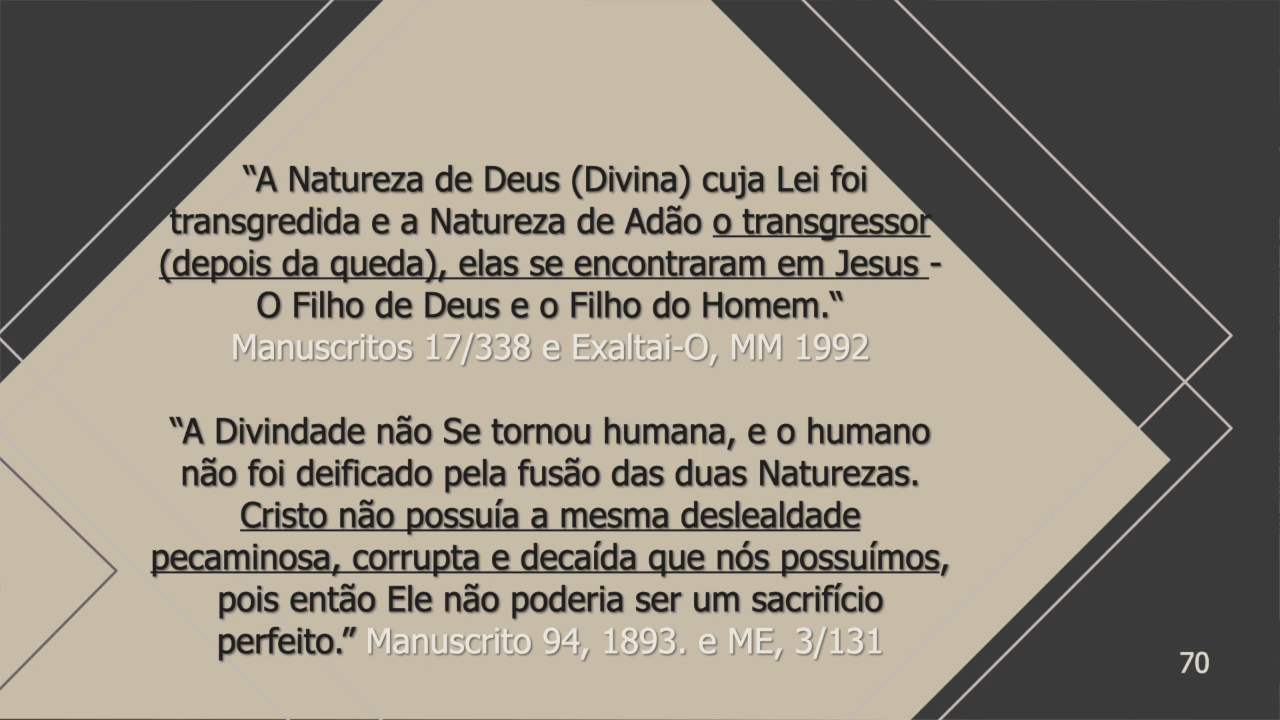 “A Natureza de Deus (Divina) cuja Lei foi
transgredida e a Natureza de Adão o transgressor
(depois da queda), elas se encontraram em Jesus -
O Filho de Deus e o Filho do Homem.“
Manuscritos 17/338 e Exaltai-O, MM 1992
“A Divindade não Se tornou humana, e o humano
não foi deificado pela fusão das duas Naturezas.
Cristo não possuía a mesma deslealdade
pecaminosa, corrupta e decaída que nós possuímos,
pois então Ele não poderia ser um sacrifício
perfeito.” Manuscrito 94, 1893. e ME, 3/131
70